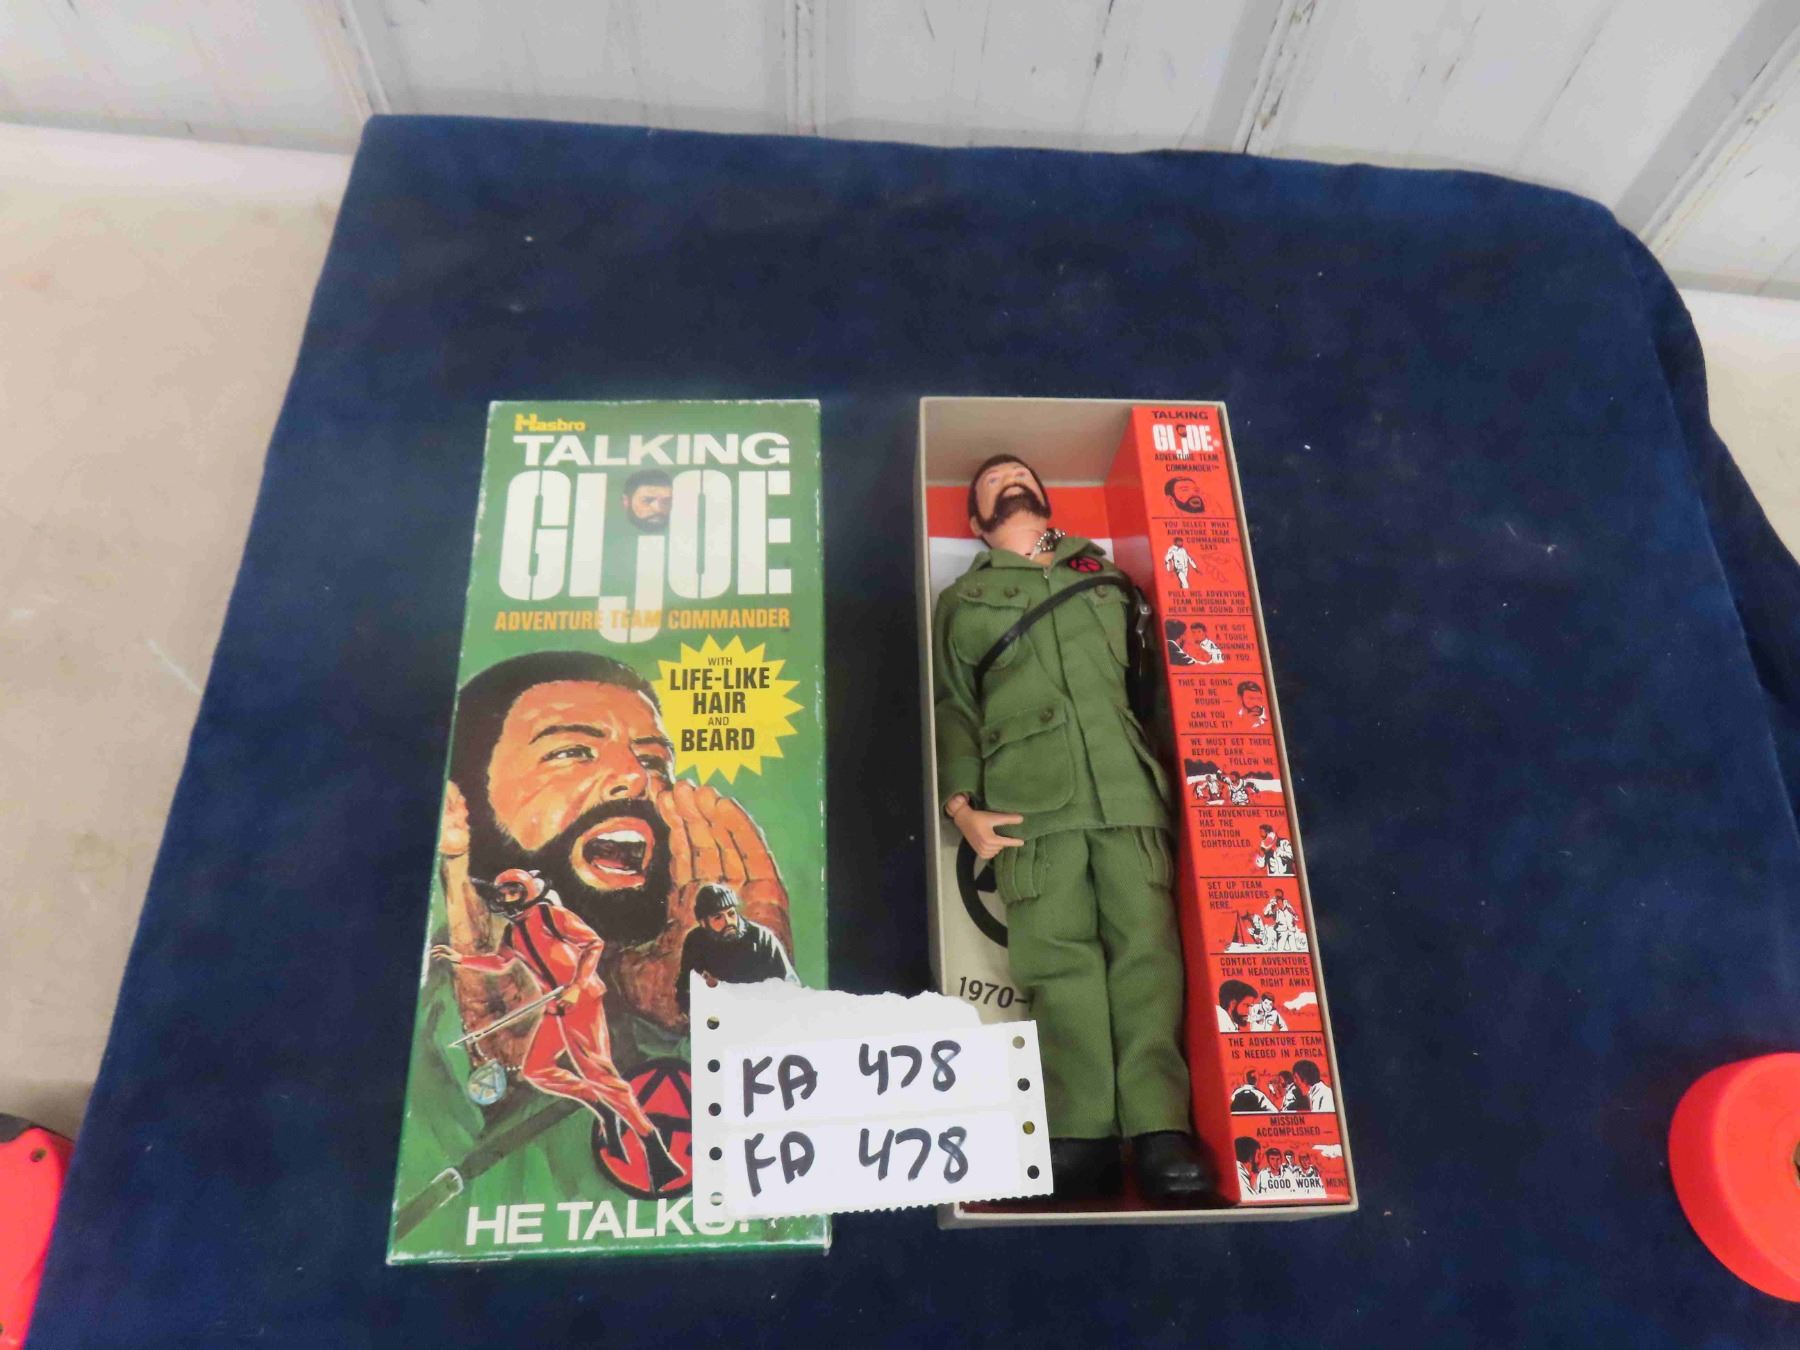 Hasbro
TALKING
GI JOE
ADVENTURE TEAM COMMANDER
WITH
LIFE-LIKE
HAIR
AND
BEARD
HE TALKS!
KA 478
KA 478
1970-
TALKING
GI JOE®
ADVENTURE TEAM
COMMANDER™
YOU SELECT WHAT
ADVENTURE TEAM
COMMANDER™
SAYS
PULL HIS ADVENTURE
TEAM INSIGNIA AND
HEAR HIM SOUND OFF!
I'VE GOT
A TOUGH
ASSIGNMENT
FOR YOU.
THIS IS GOING
TO BE
ROUGH —
CAN YOU
HANDLE IT?
WE MUST GET THERE
BEFORE DARK —
FOLLOW ME.
THE ADVENTURE TEAM
HAS THE
SITUATION
CONTROLLED.
SET UP TEAM
HEADQUARTERS
HERE.
CONTACT ADVENTURE
TEAM HEADQUARTERS
RIGHT AWAY.
THE ADVENTURE TEAM
IS NEEDED IN AFRICA.
MISSION
ACCOMPLISHED —
GOOD WORK, MEN